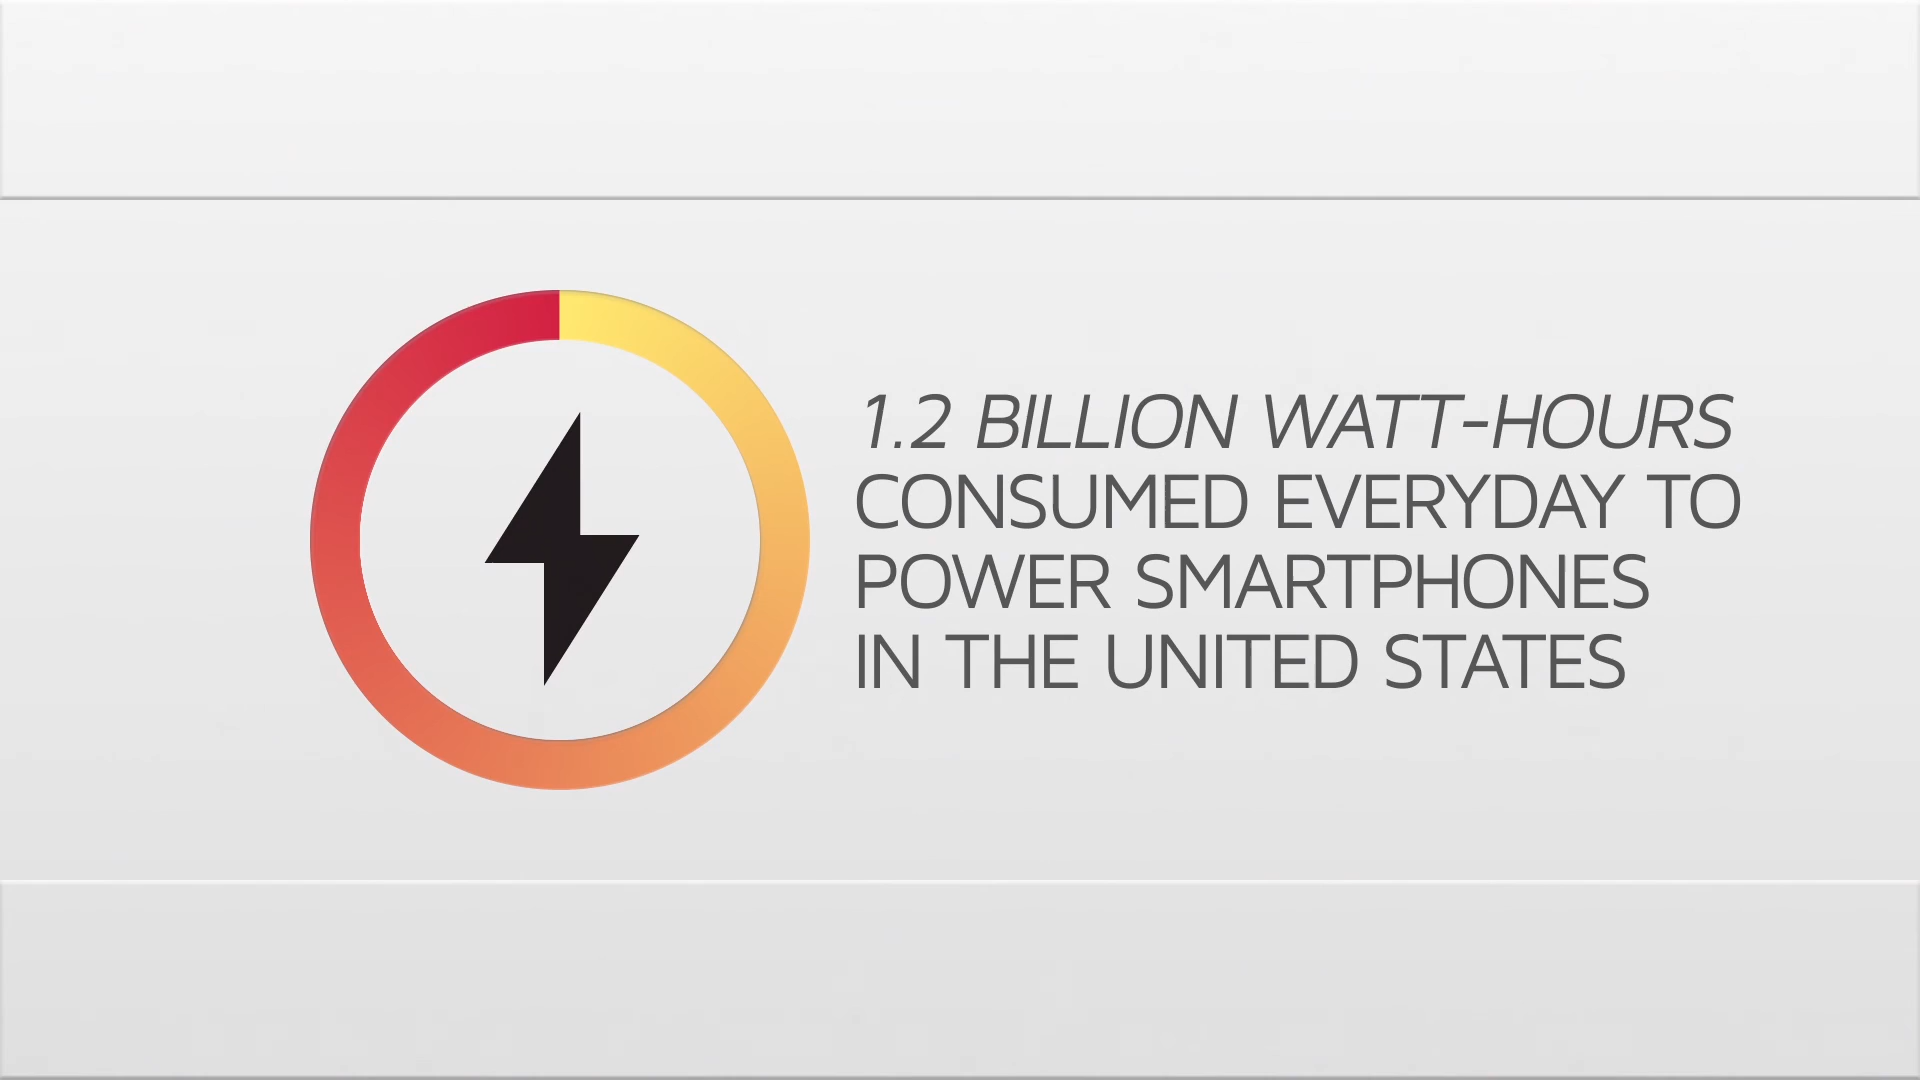 1.2 BILLION WATT-HOURS
CONSUMED EVERYDAY TO
POWER SMARTPHONES
IN THE UNITED STATES